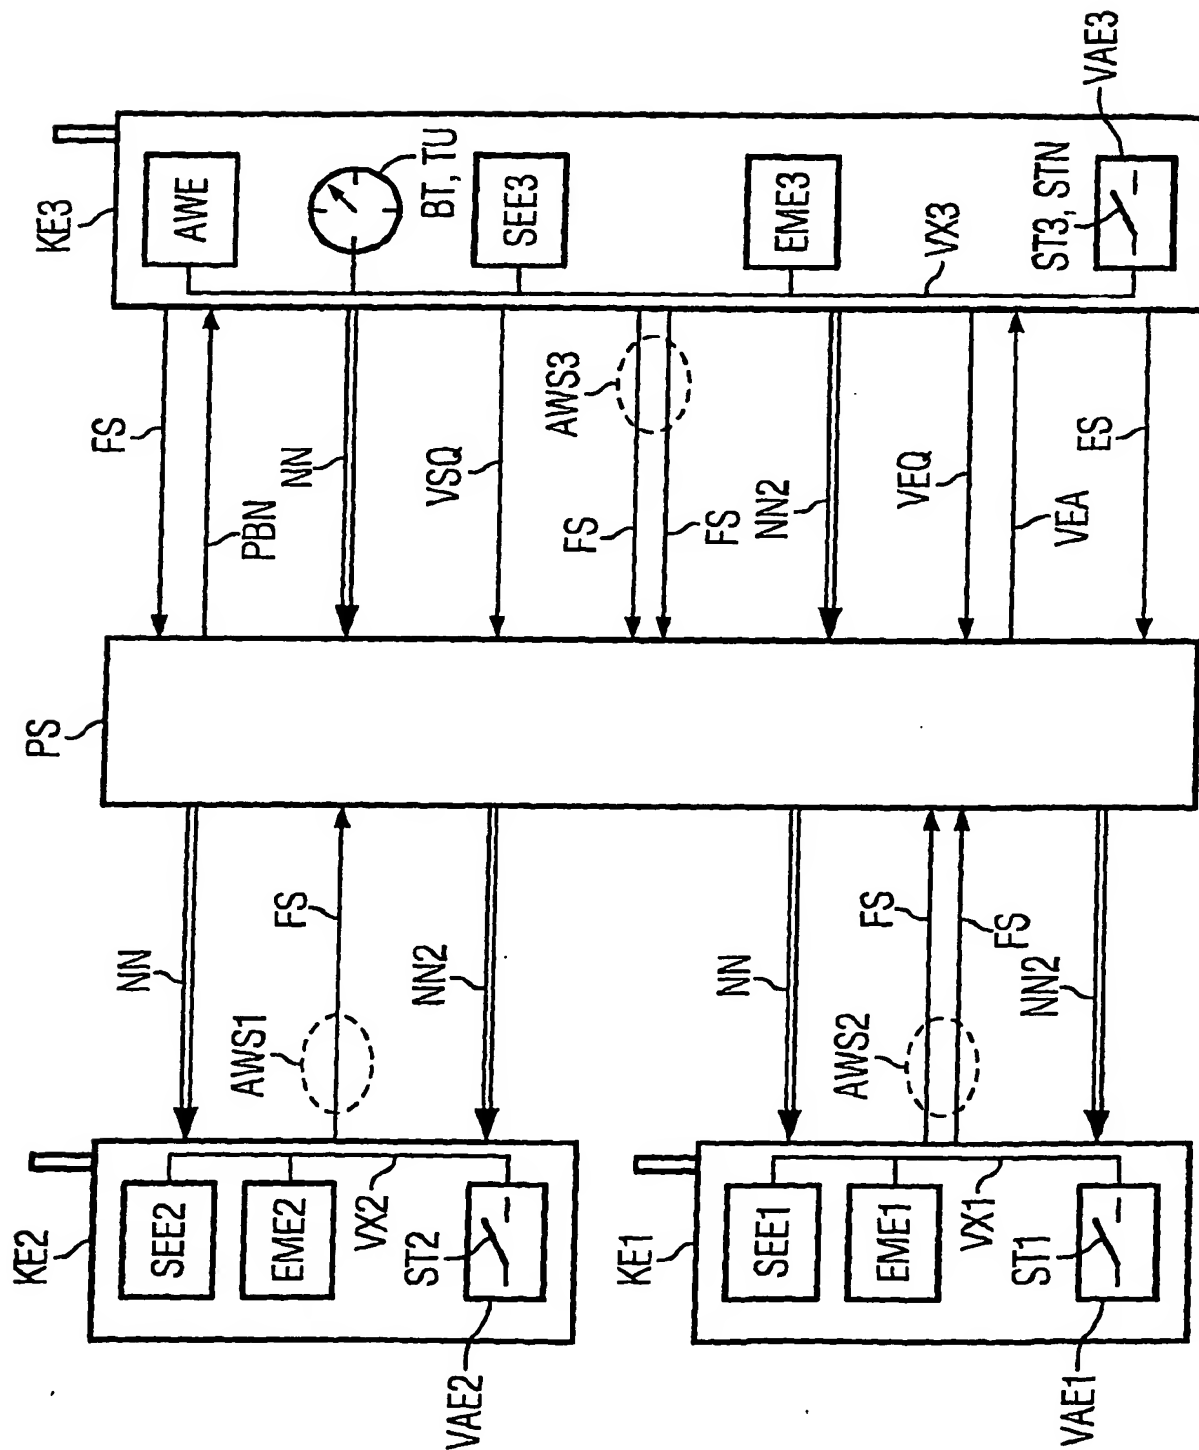 KE3
AWE
BT, TU
SEE3
EME3
VX3
ST3, STN
VAE3
FS
PBN
NN
VSQ
AWS3
FS
FS
NN2
VEQ
VEA
ES
PS
NN
FS
AWS1
NN2
NN
FS
FS
AWS2
NN2
KE2
SEE2
EME2
VX2
ST2
VAE2
KE1
SEE1
EME1
VX1
ST1
VAE1